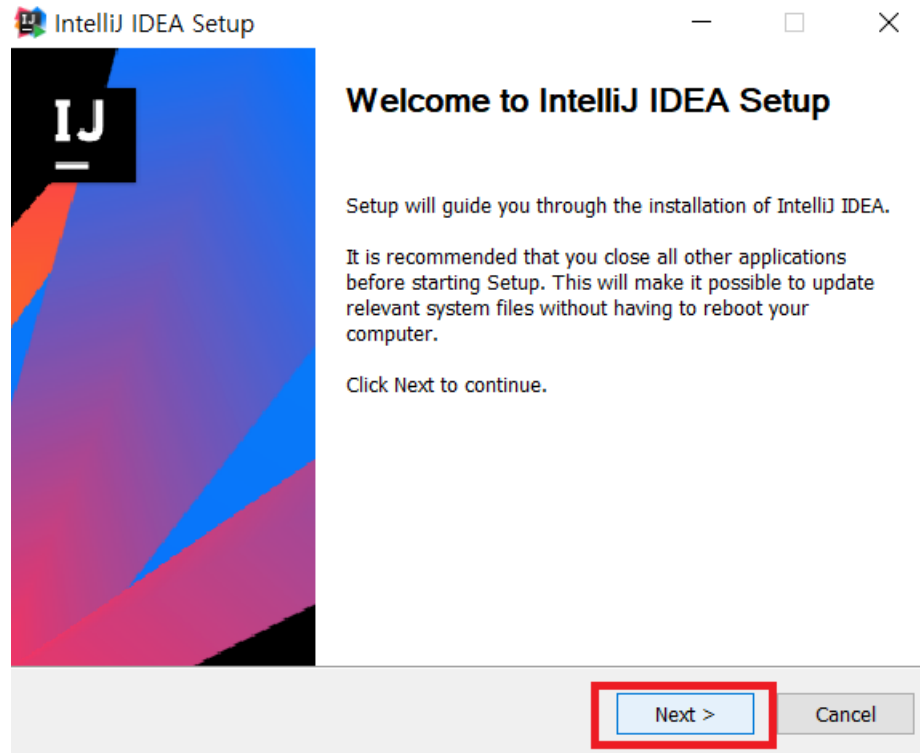 IntelliJ IDEA Setup
IJ
Welcome to IntelliJ IDEA Setup
Setup will guide you through the installation of IntelliJ IDEA.
It is recommended that you close all other applications
before starting Setup. This will make it possible to update
relevant system files without having to reboot your
computer.
Click Next to continue.
Next >
Cancel